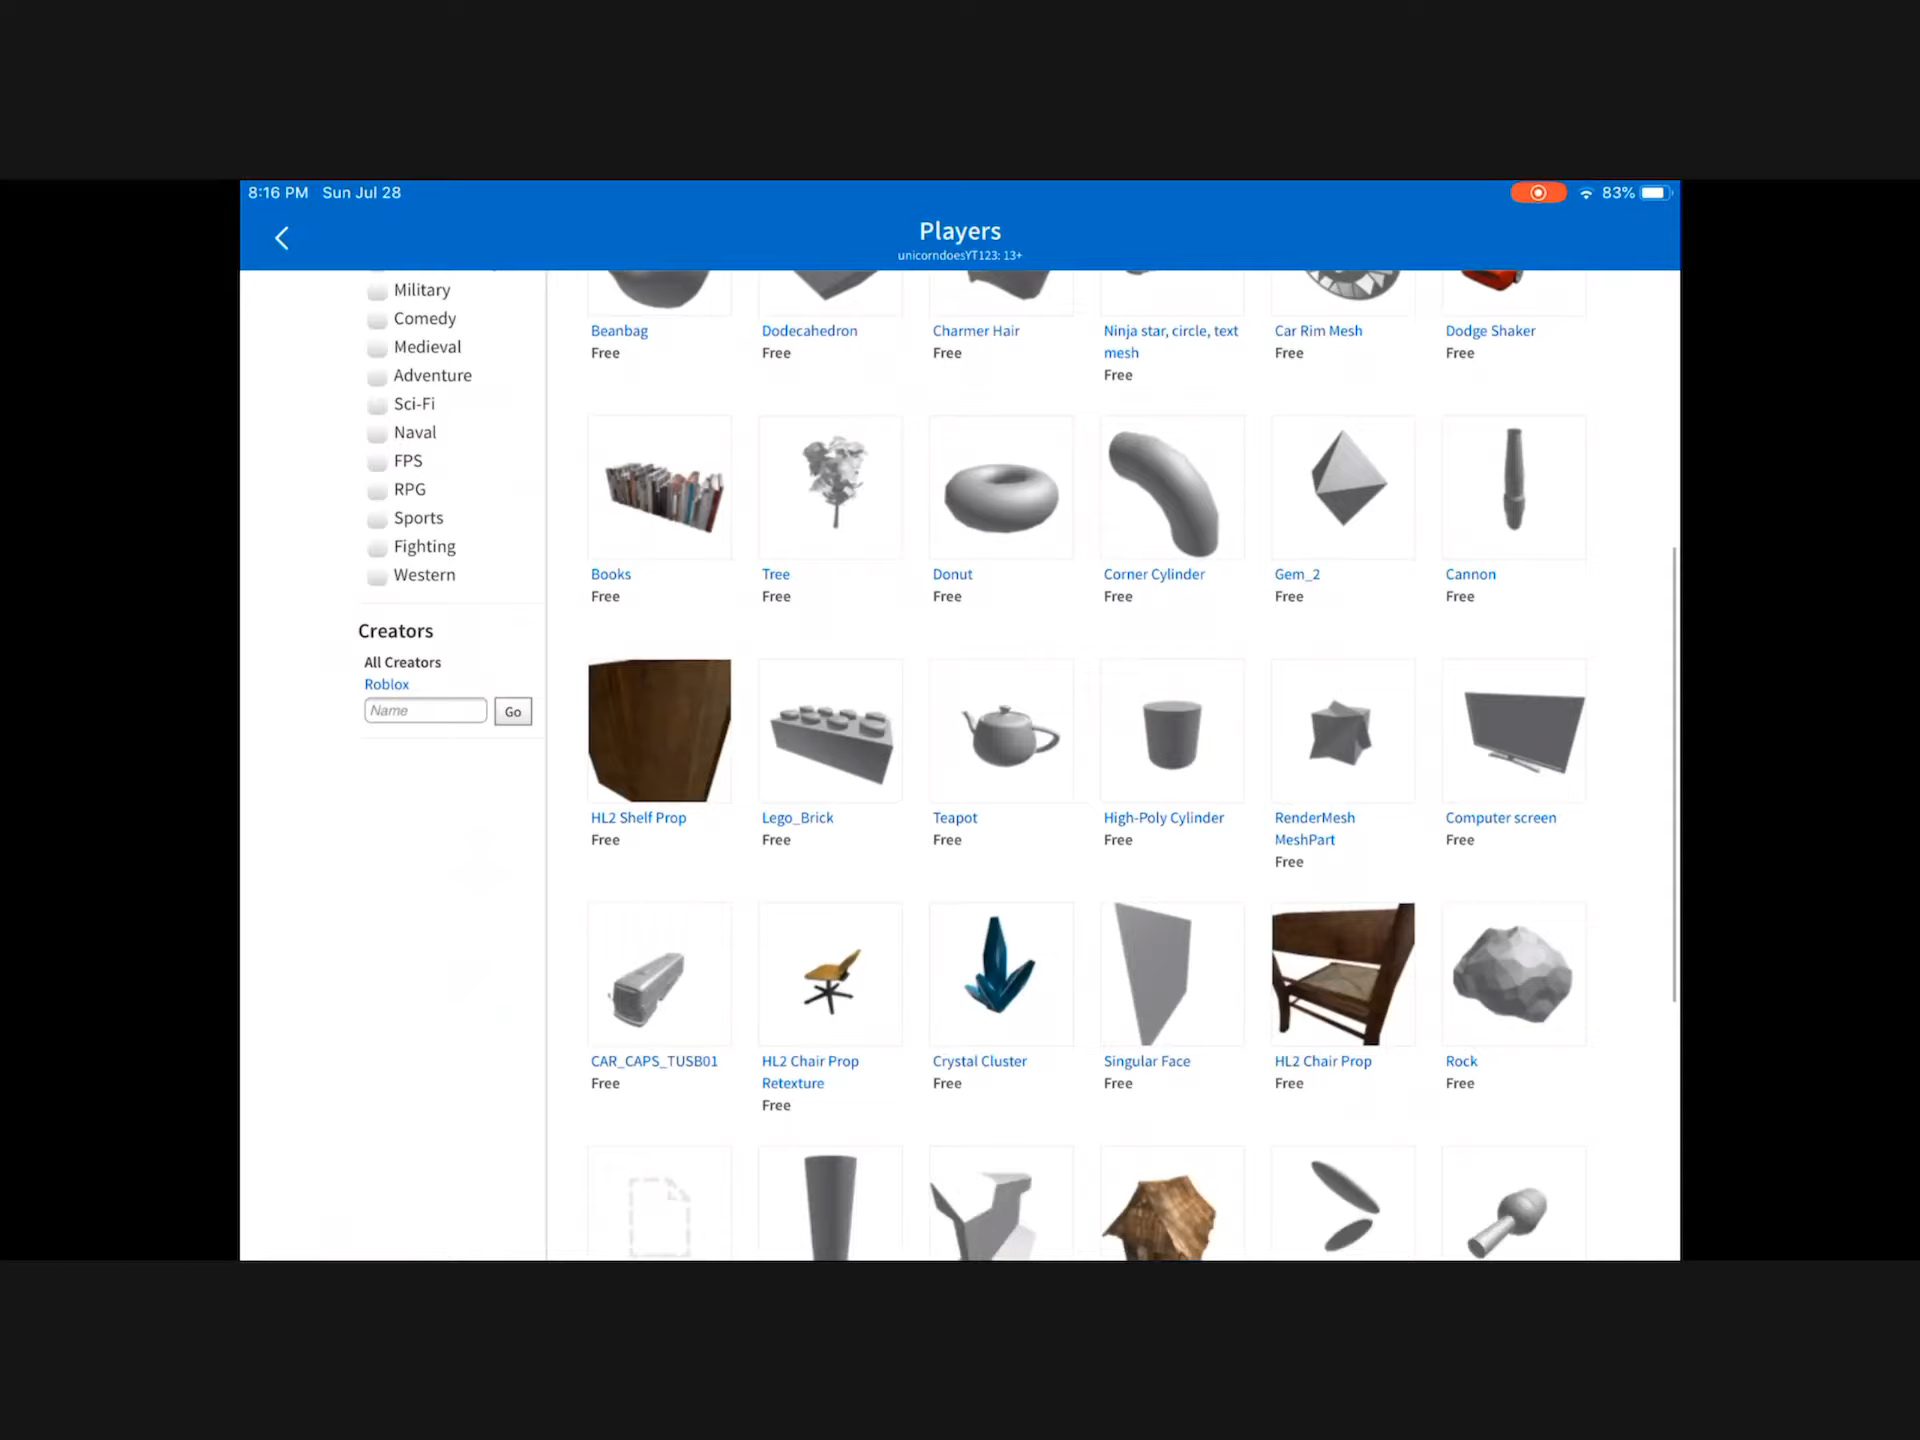 8:16 PM Sun Jul 28
83%
Players
unicorndoesYT123: 13+
Military
Comedy
Medieval
Adventure
Sci-Fi
Naval
FPS
RPG
Sports
Fighting
Western
Creators
All Creators
Roblox
Name
Go
Beanbag
Free
Dodecahedron
Free
Charmer Hair
Free
Ninja star, circle, text
mesh
Free
Car Rim Mesh
Free
Dodge Shaker
Free
Books
Free
Tree
Free
Donut
Free
Corner Cylinder
Free
Gem_2
Free
Cannon
Free
HL2 Shelf Prop
Free
Lego_Brick
Free
Teapot
Free
High-Poly Cylinder
Free
RenderMesh
MeshPart
Free
Computer screen
Free
CAR_CAPS_TUSB01
Free
HL2 Chair Prop
Retexture
Free
Crystal Cluster
Free
Singular Face
Free
HL2 Chair Prop
Free
Rock
Free